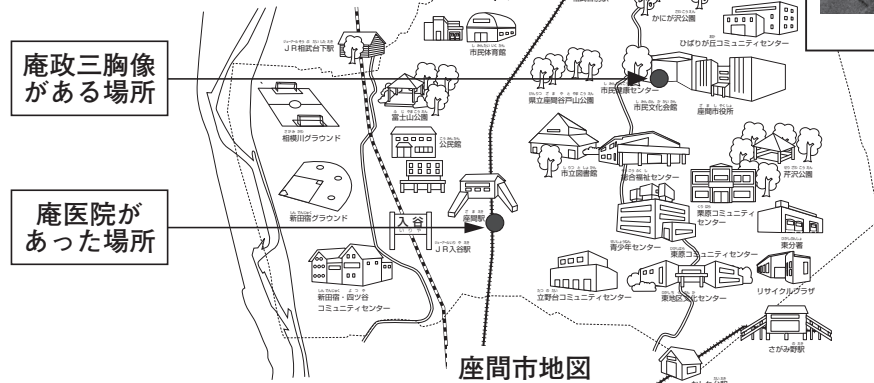 かにが沢公園
ひばりが丘コミュニティセンター
JR相武台下駅
市民体育館
庵政三胸像
がある場所
県立座間谷戸山公園
市民健康センター
市民文化会館
座間市役所
相模川グラウンド
富士山公園
公民館
市立図書館
総合福祉センター
芹沢公園
栗原コミュニティ
センター
庵医院が
あった場所
新田宿グラウンド
入谷
いりや
JR入谷駅
座間駅
青少年センター
東原コミュニティセンター
東分署
新田宿・四ツ谷
コミュニティセンター
立野台コミュニティセンター
東地区文化センター
リサイクルプラザ
さがみ野駅
座間市地図